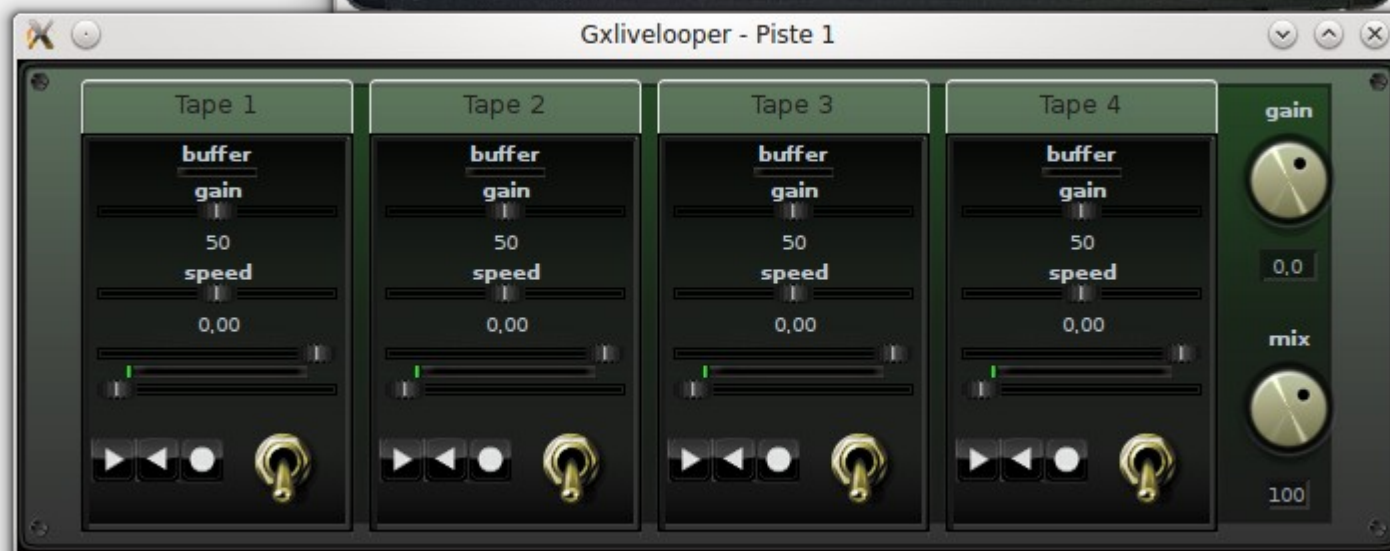 Gxlivelooper - Piste 1
Tape 1 Tape 2 Tape 3 Tape 4
gain
buffer buffer buffer buffer
gain gain gain gain
50 50 50 50
0,0
speed speed speed speed
0,00 0,00 0,00 0,00
mix
100